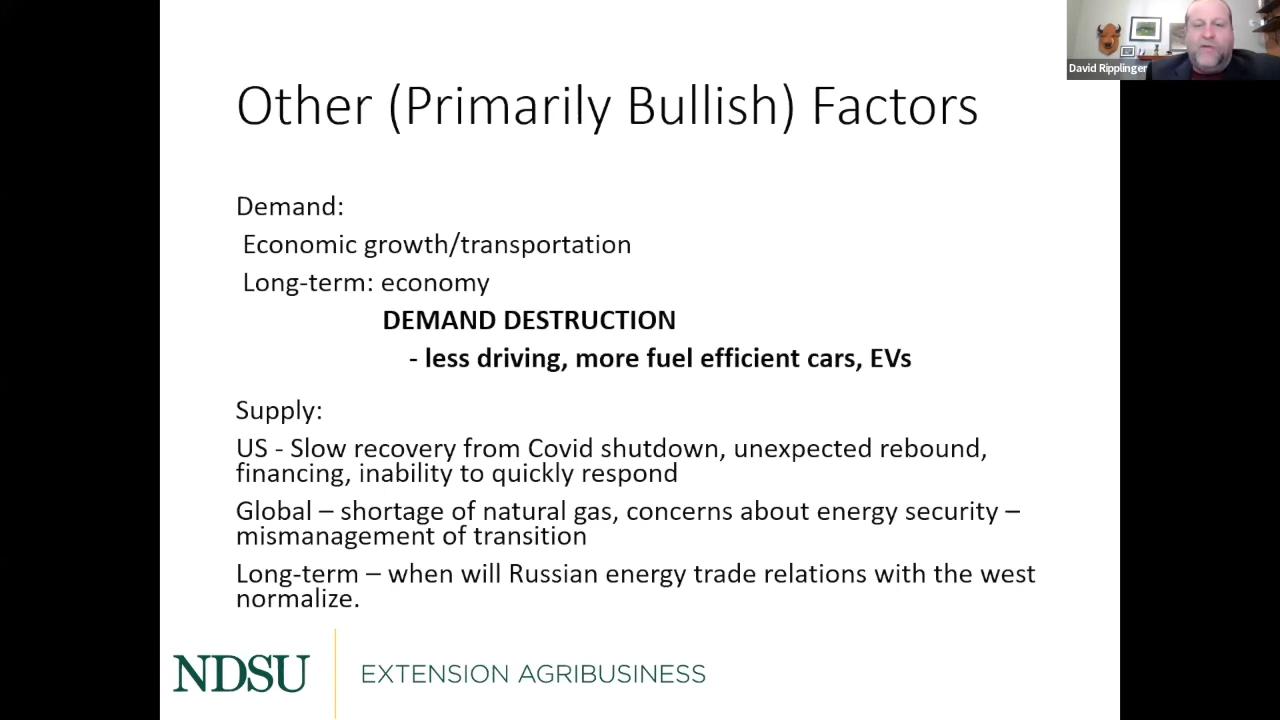 David Ripplinger
Other (Primarily Bullish) Factors
Demand:
Economic growth/transportation
Long-term: economy
DEMAND DESTRUCTION
- less driving, more fuel efficient cars, EVs
Supply:
US - Slow recovery from Covid shutdown, unexpected rebound,
financing, inability to quickly respond
Global – shortage of natural gas, concerns about energy security –
mismanagement of transition
Long-term – when will Russian energy trade relations with the west
normalize.
NDSU
EXTENSION AGRIBUSINESS